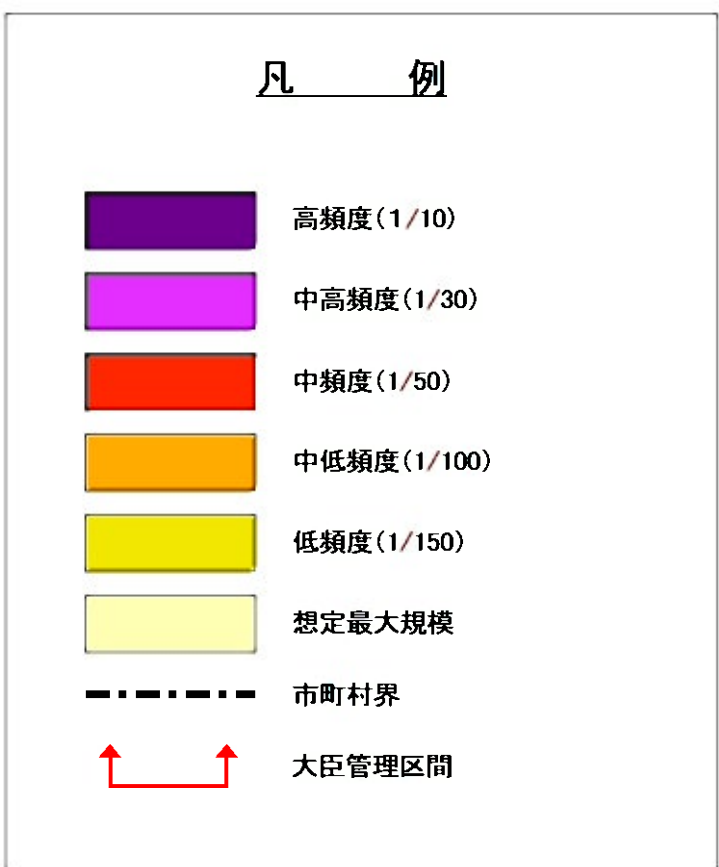 凡 例
高頻度(1/10)
中高頻度(1/30)
中頻度(1/50)
中低頻度(1/100)
低頻度(1/150)
想定最大規模
市町村界
大臣管理区間